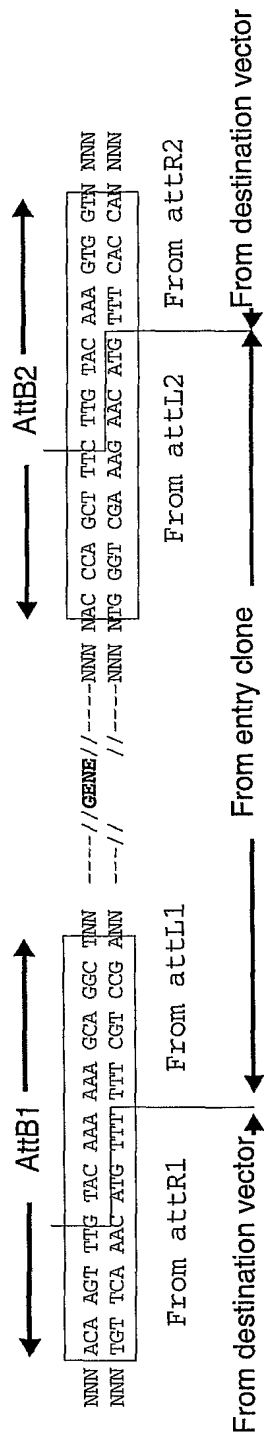 AttB1 AttB2
NNN ACA AGT TTG TAC AAA AAA GCA GGC TNN ----//GENE//----NNN NAC CCA GCT TTC TTG TAC AAA GTG GTN NNN
NNN TGT TCA AAC ATG TTT TTT CGT CCG ANN ----// //----NNN NTG GGT CGA AAG AAC ATG TTT CAC CAN NNN
From attR1 From attL1 From attL2 From attR2
From destination vector From entry clone From destination vector